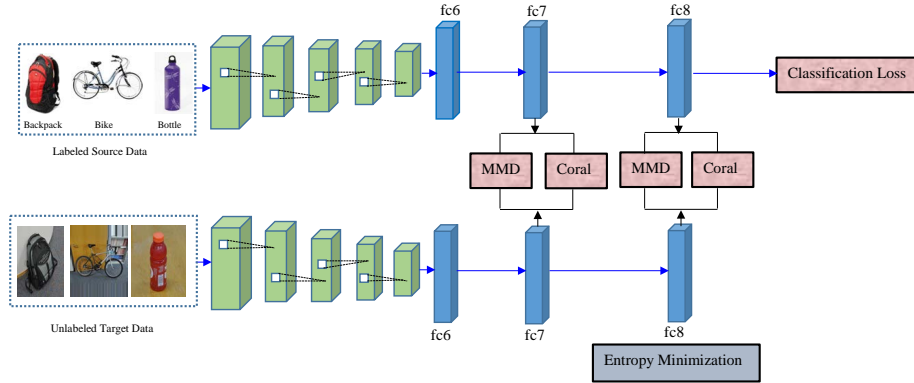 fc6
fc7
fc8
Backpack
Bike
Bottle
Labeled Source Data
Classification Loss
MMD
Coral
MMD
Coral
Unlabeled Target Data
fc6
fc7
fc8
Entropy Minimization